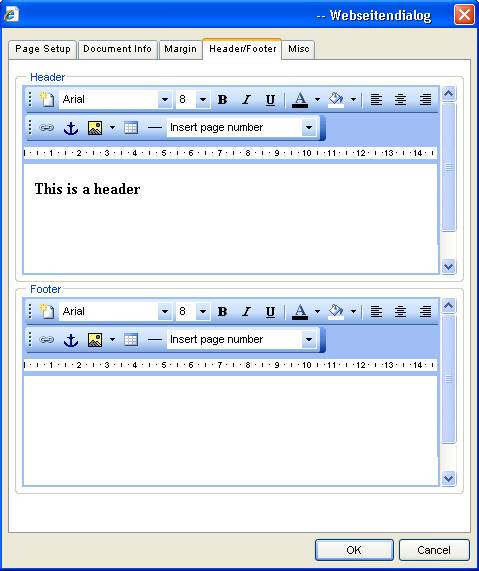 -- Webseitendialog
Page Setup Document Info Margin Header/Footer Misc
Header
Arial 8 B I U A
Insert page number
1 2 3 4 5 6 7 8 9 10 11 12 13 14
This is a header
Footer
Arial 8 B I U A
Insert page number
1 2 3 4 5 6 7 8 9 10 11 12 13 14
OK Cancel